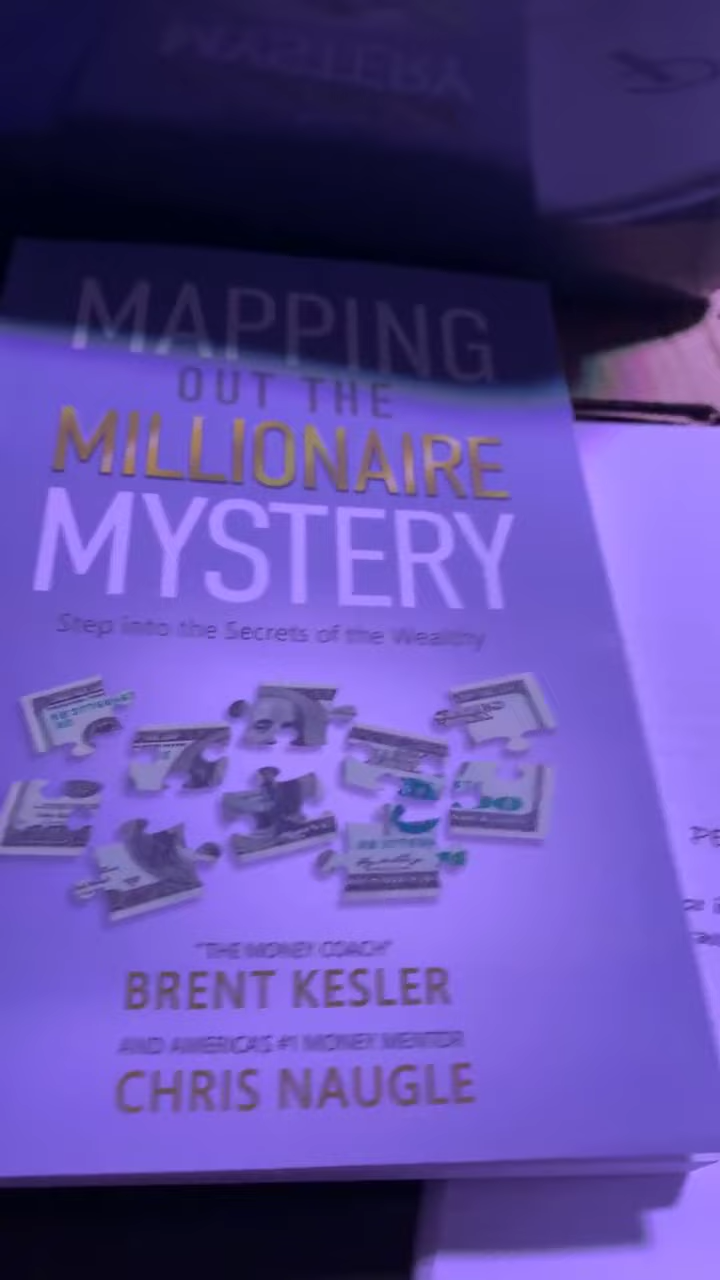 MYSTERY
MAPPING
OUT THE
MILLIONAIRE
MYSTERY
Step into the Secrets of the Wealthy
"THE MONEY COACH"
BRENT KESLER
AND AMERICA'S #1 MONEY MENTOR
CHRIS NAUGLE